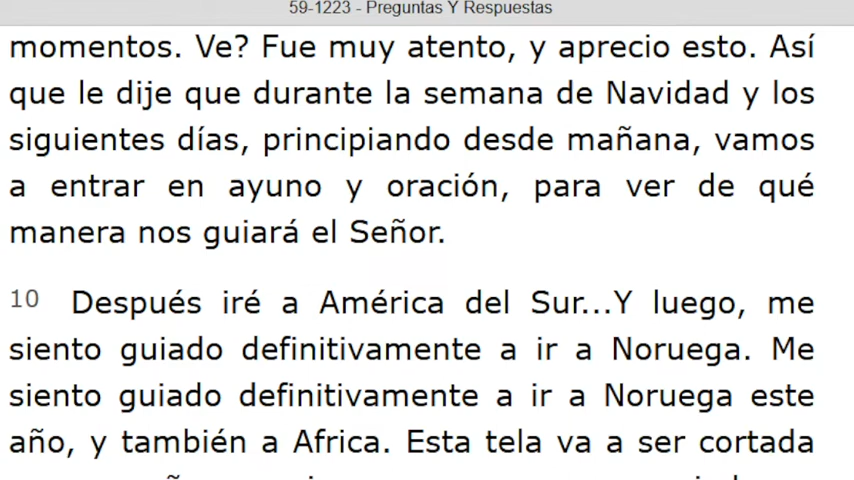 59-1223 - Preguntas Y Respuestas
momentos. Ve? Fue muy atento, y aprecio esto. Así
que le dije que durante la semana de Navidad y los
siguientes días, principiando desde mañana, vamos
a entrar en ayuno y oración, para ver de qué
manera nos guiará el Señor.
10 Después iré a América del Sur...Y luego, me
siento guiado definitivamente a ir a Noruega. Me
siento guiado definitivamente a ir a Noruega este
año, y también a Africa. Esta tela va a ser cortada